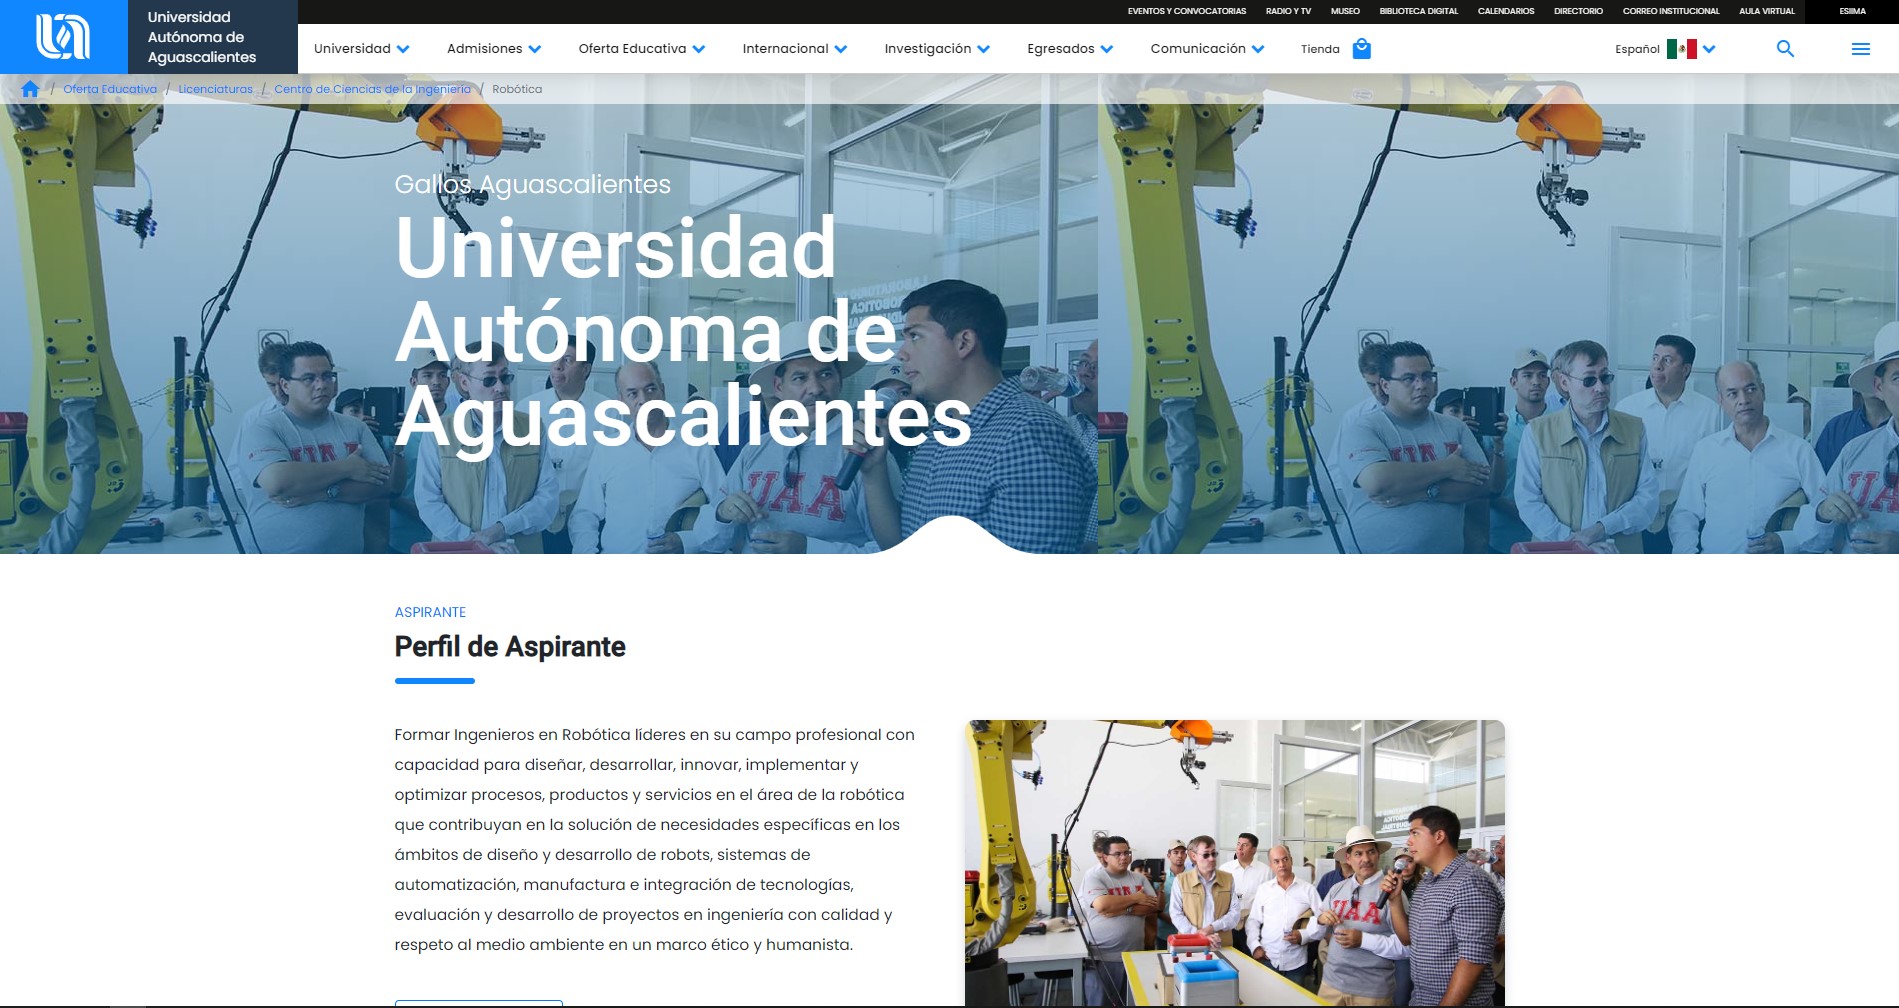 Universidad
Autónoma de
Aguascalientes
EVENTOS Y CONVOCATORIAS RADIO Y TV MUSEO BIBLIOTECA DIGITAL CALENDARIOS DIRECTORIO CORREO INSTITUCIONAL AULA VIRTUAL ESIIMA
Universidad Admisiones Oferta Educativa Internacional Investigación Egresados Comunicación Tienda Español
/ Oferta Educativa / Licenciaturas / Centro de Ciencias de la Ingeniería / Robótica
Gallos Aguascalientes
Universidad
Autónoma de
Aguascalientes
UAA
ASPIRANTE
Perfil de Aspirante
Formar Ingenieros en Robótica líderes en su campo profesional con
capacidad para diseñar, desarrollar, innovar, implementar y
optimizar procesos, productos y servicios en el área de la robótica
que contribuyan en la solución de necesidades específicas en los
ámbitos de diseño y desarrollo de robots, sistemas de
automatización, manufactura e integración de tecnologías,
evaluación y desarrollo de proyectos en ingeniería con calidad y
respeto al medio ambiente en un marco ético y humanista.
UAA